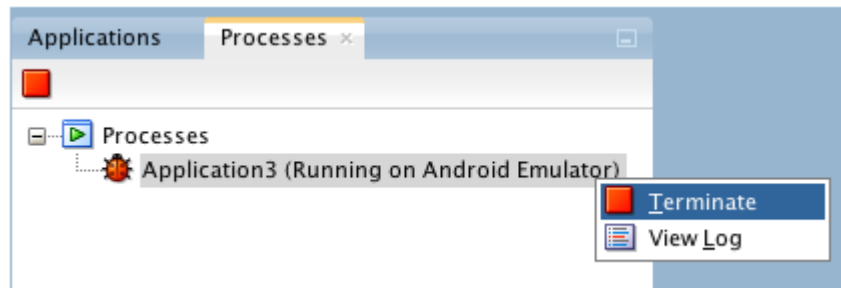 Applications Processes
Processes
Application3 (Running on Android Emulator)
Terminate
View Log